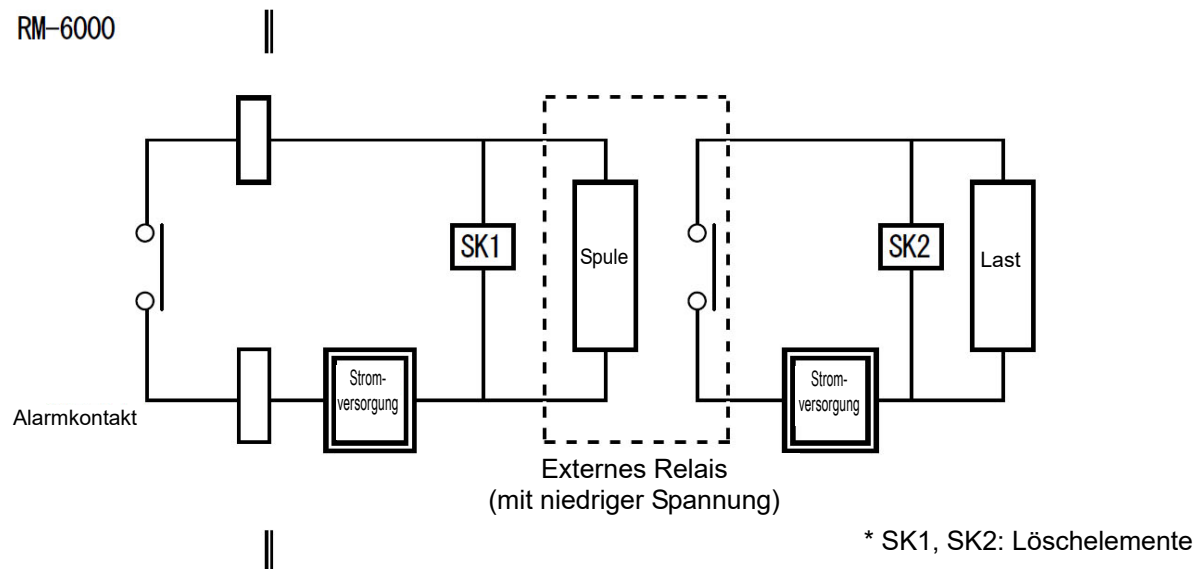 RM-6000
SK1
Spule
SK2
Last
Strom-
versorgung
Strom-
versorgung
Alarmkontakt
Externes Relais
(mit niedriger Spannung)
* SK1, SK2: Löschelemente